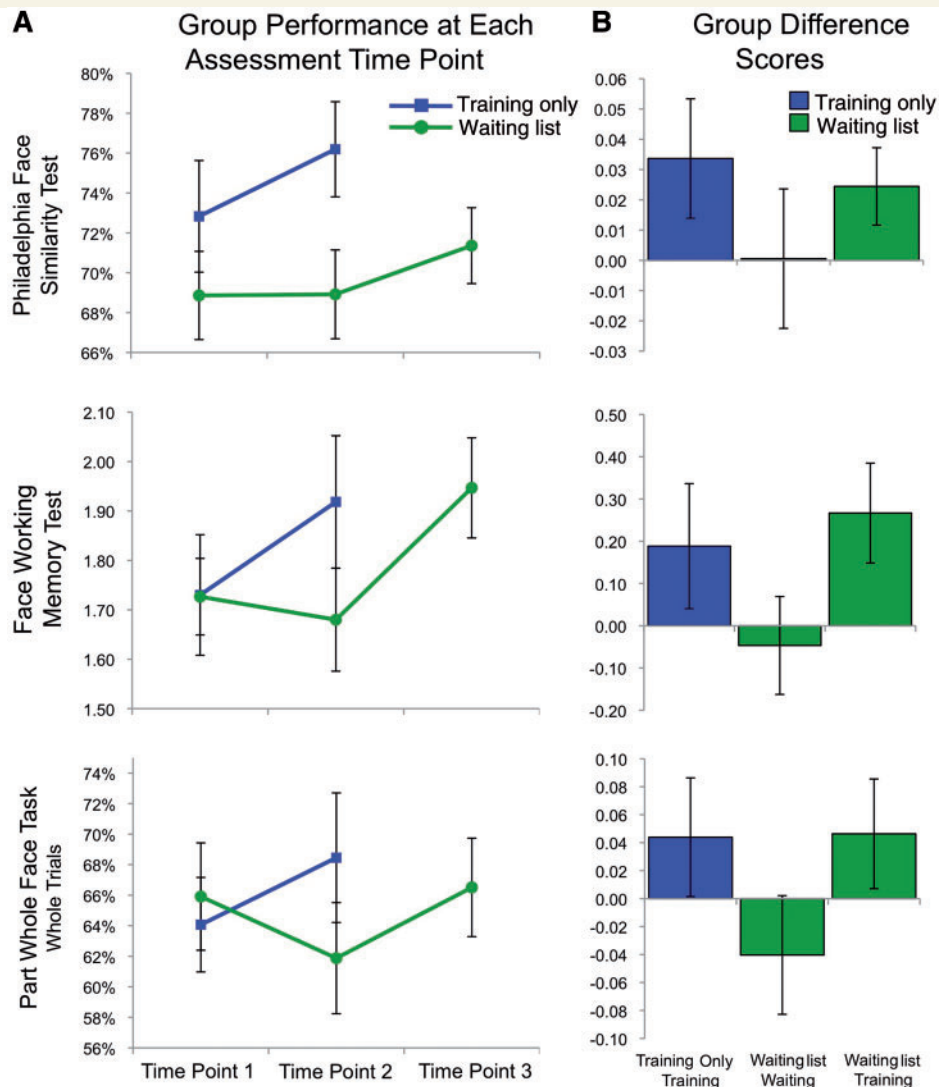 A
Group Performance at Each
Assessment Time Point
Philadelphia Face
Similarity Test
80%
78%
76%
74%
72%
70%
68%
66%
Training only
Waiting list
B
Group Difference
Scores
0.06
0.05
0.04
0.03
0.02
0.01
0.00
-0.01
-0.02
-0.03
Training only
Waiting list
Face Working
Memory Test
2.10
2.00
1.90
1.80
1.70
1.60
1.50
0.50
0.40
0.30
0.20
0.10
0.00
-0.10
-0.20
Part Whole Face Task
Whole Trials
74%
72%
70%
68%
66%
64%
62%
60%
58%
56%
Time Point 1
Time Point 2
Time Point 3
0.10
0.08
0.06
0.04
0.02
0.00
-0.02
-0.04
-0.06
-0.08
-0.10
Training Only
Training
Waiting list
Waiting
Waiting list
Training